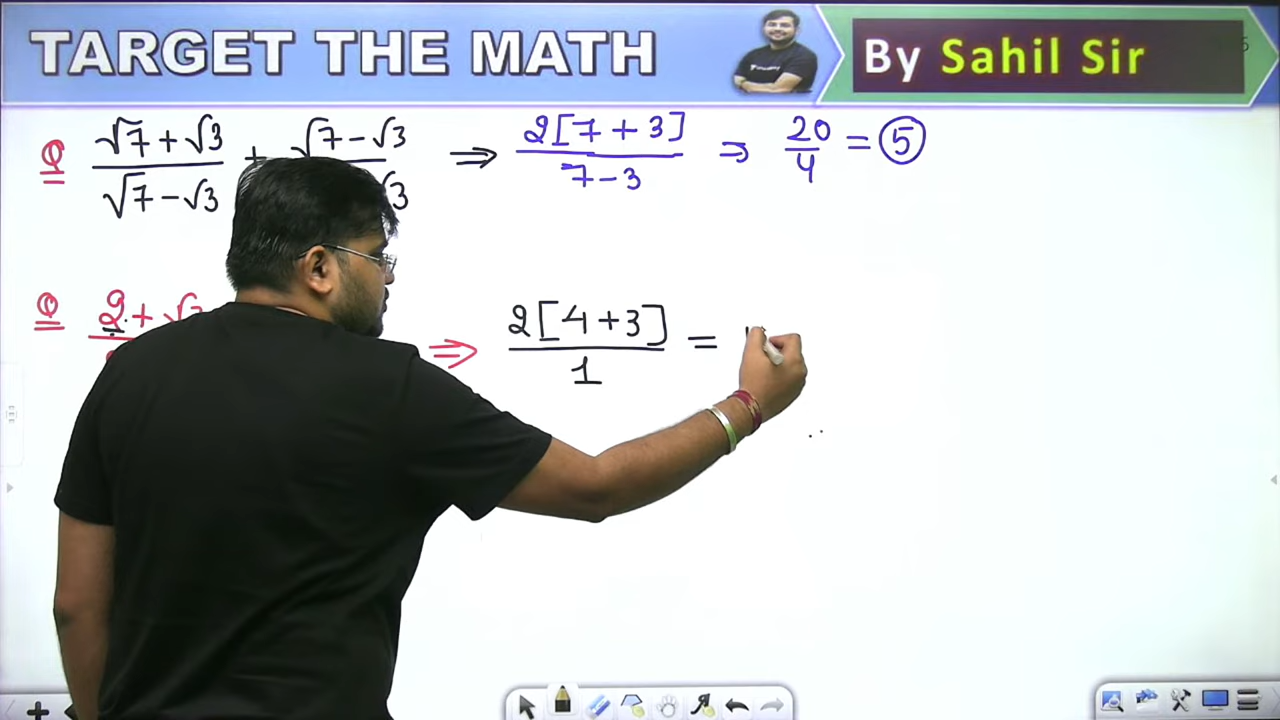 TARGET THE MATH
By Sahil Sir
Q (√7 + √3)/(√7 - √3) + (√7 - √3)/ √3 ⇒ 2[7 + 3]/(7 - 3) ⇒ 20/4 = 5
Q 2 + √3 ⇒ 2[4 + 3]/1 =